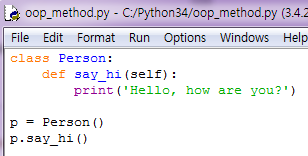 oop_method.py - C:/Python34/oop_method.py (3.4.2
File Edit Format Run Options Windows Help
class Person:
    def say_hi(self):
        print('Hello, how are you?')

p = Person()
p.say_hi()